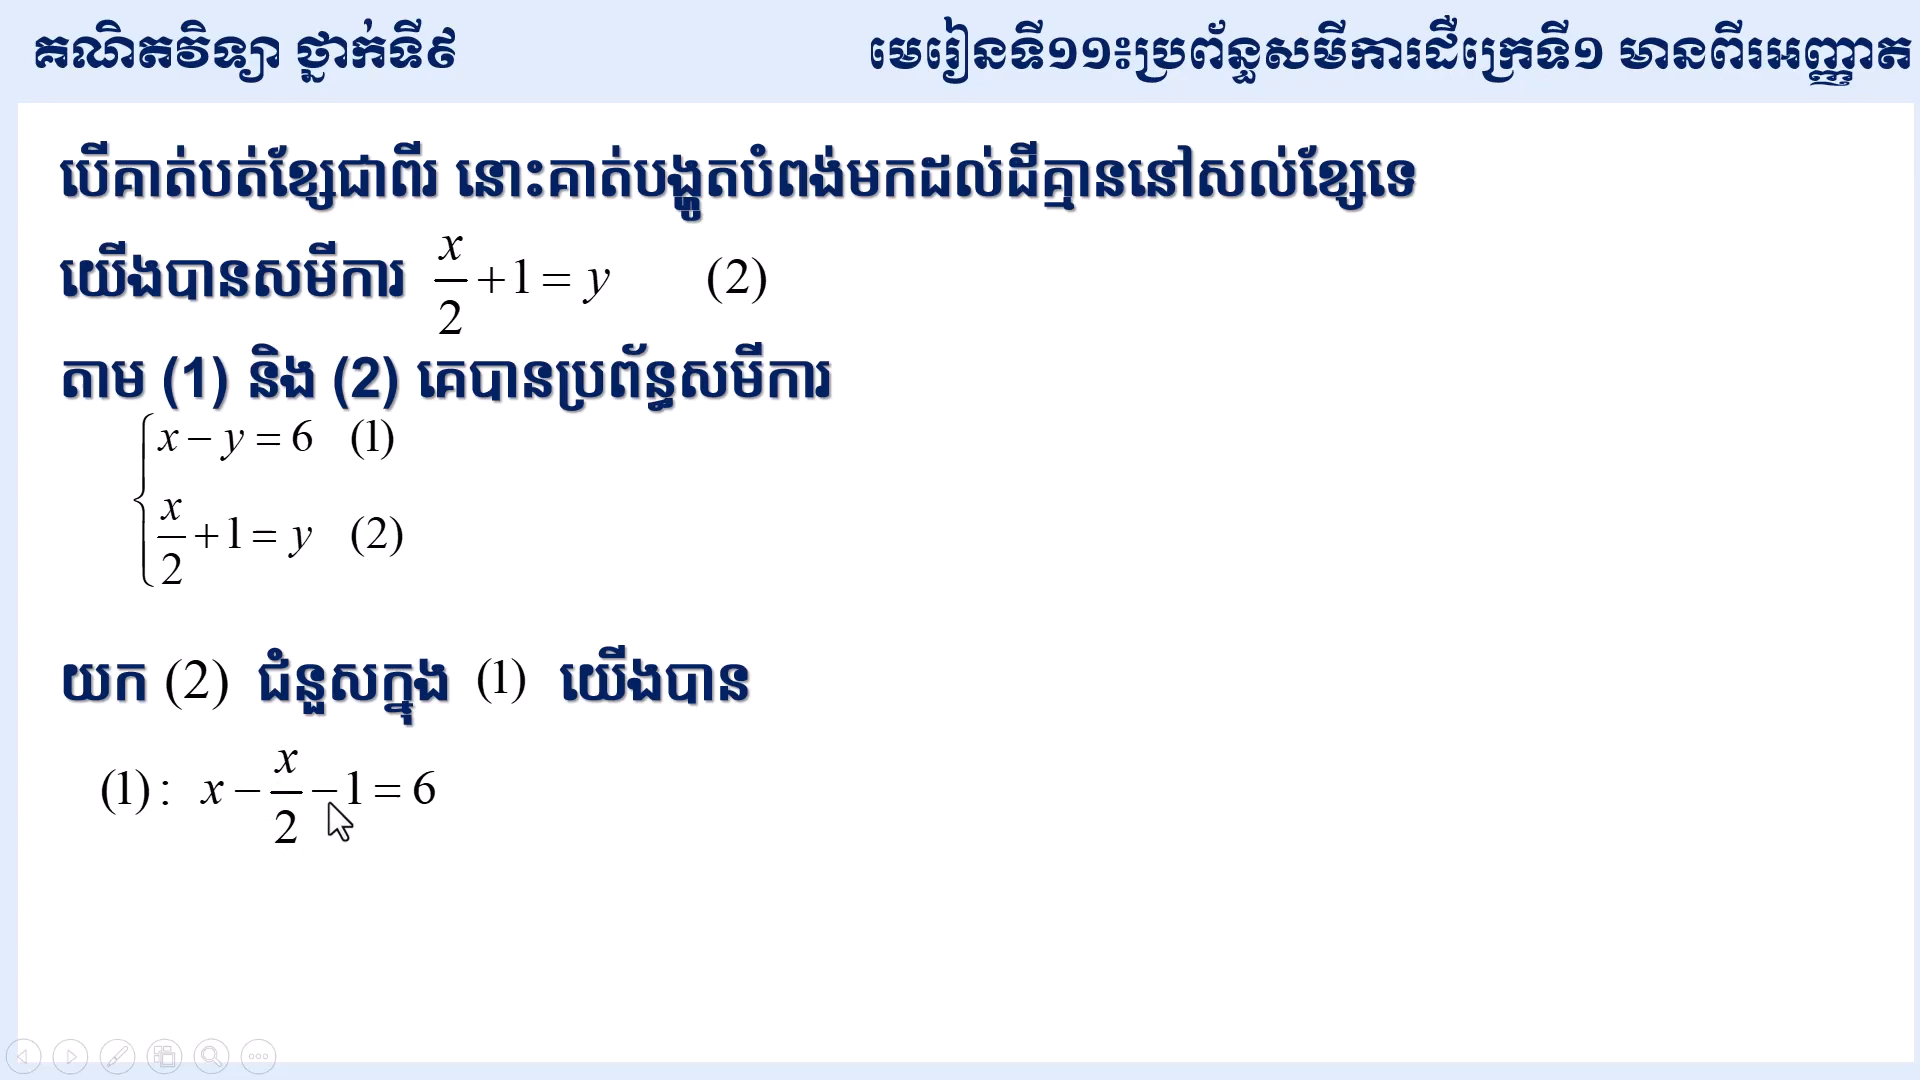 គណិតវិទ្យា ថ្នាក់ទី៩
មេរៀនទី១១៖ប្រព័ន្ធសមីការដឺក្រេទី១ មានពីរអញ្ញាត
បើគាត់បត់ខ្សែជាពីរ នោះគាត់បង្ហូតបំពង់មកដល់ដីគ្មាននៅសល់ខ្សែទេ
យើងបានសមីការ x/2 + 1 = y (2)
តាម (1) និង (2) គេបានប្រព័ន្ធសមីការ
x − y = 6 (1)
x/2 + 1 = y (2)
យក (2) ជំនួសក្នុង (1) យើងបាន
(1) : x − x/2 − 1 = 6